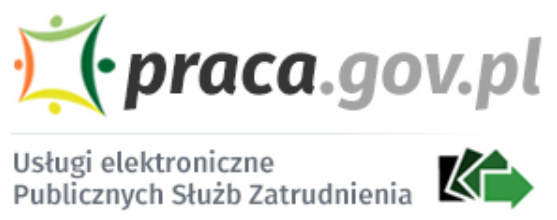 praca.gov.pl
Usługi elektroniczne
Publicznych Służb Zatrudnienia